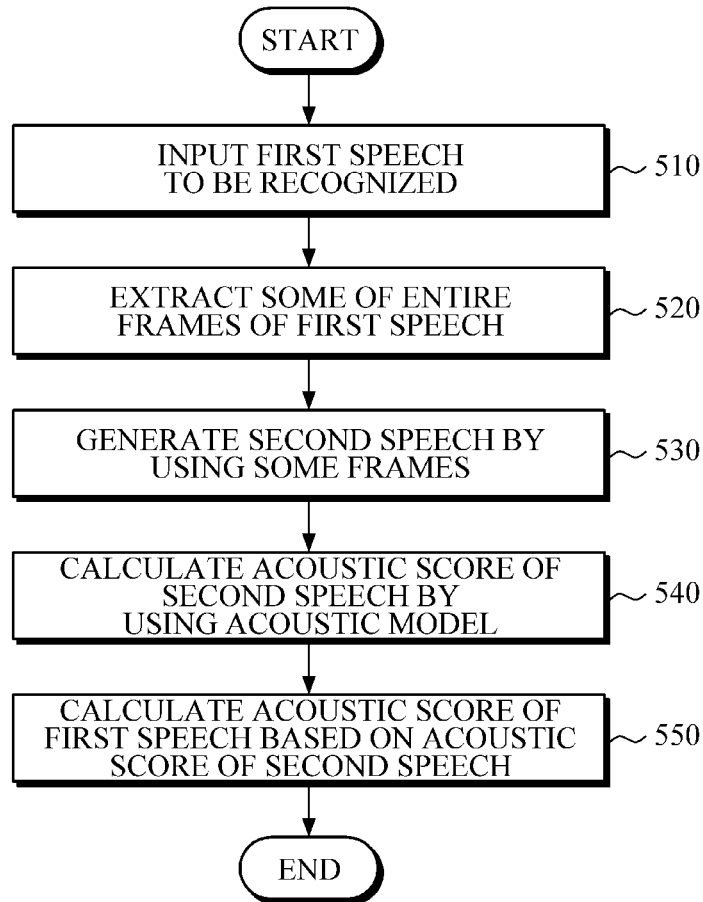 START
INPUT FIRST SPEECH
TO BE RECOGNIZED
510
EXTRACT SOME OF ENTIRE
FRAMES OF FIRST SPEECH
520
GENERATE SECOND SPEECH BY
USING SOME FRAMES
530
CALCULATE ACOUSTIC SCORE OF
SECOND SPEECH BY
USING ACOUSTIC MODEL
540
CALCULATE ACOUSTIC SCORE OF
FIRST SPEECH BASED ON ACOUSTIC
SCORE OF SECOND SPEECH
550
END